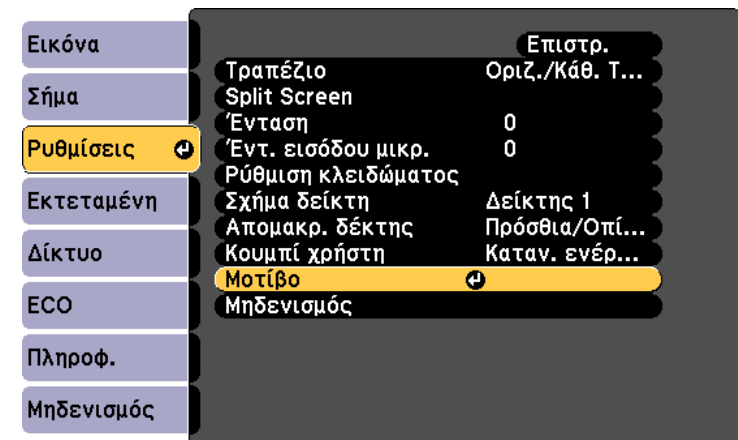 Εικόνα
Σήμα
Ρυθμίσεις
Εκτεταμένη
Δίκτυο
ECO
Πληροφ.
Μηδενισμός
Επιστρ.
Τραπέζιο Οριζ./Κάθ. Τ...
Split Screen
Ένταση 0
Έντ. εισόδου μικρ. 0
Ρύθμιση κλειδώματος
Σχήμα δείκτη Δείκτης 1
Απομακρ. δέκτης Πρόσθια/Οπί...
Κουμπί χρήστη Καταν. ενέρ...
Μοτίβο
Μηδενισμός